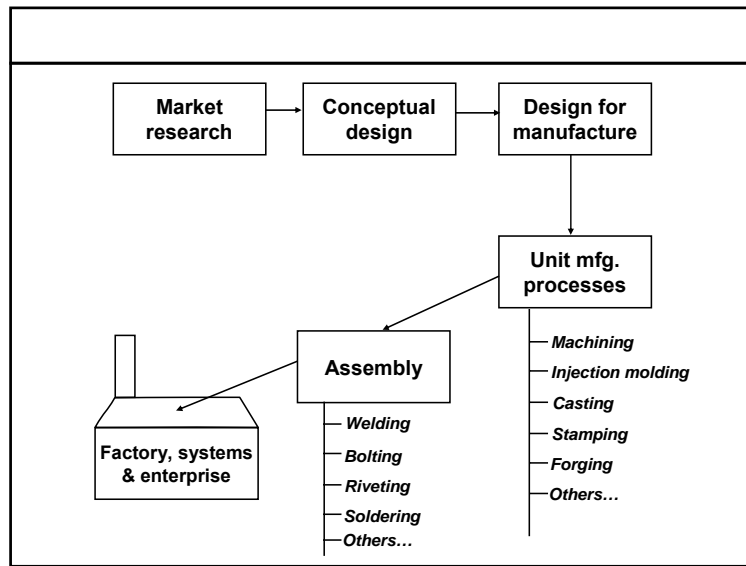 Market
research
Conceptual
design
Design for
manufacture
Unit mfg.
processes
Machining
Injection molding
Casting
Stamping
Forging
Others…
Assembly
Welding
Bolting
Riveting
Soldering
Others…
Factory, systems
& enterprise